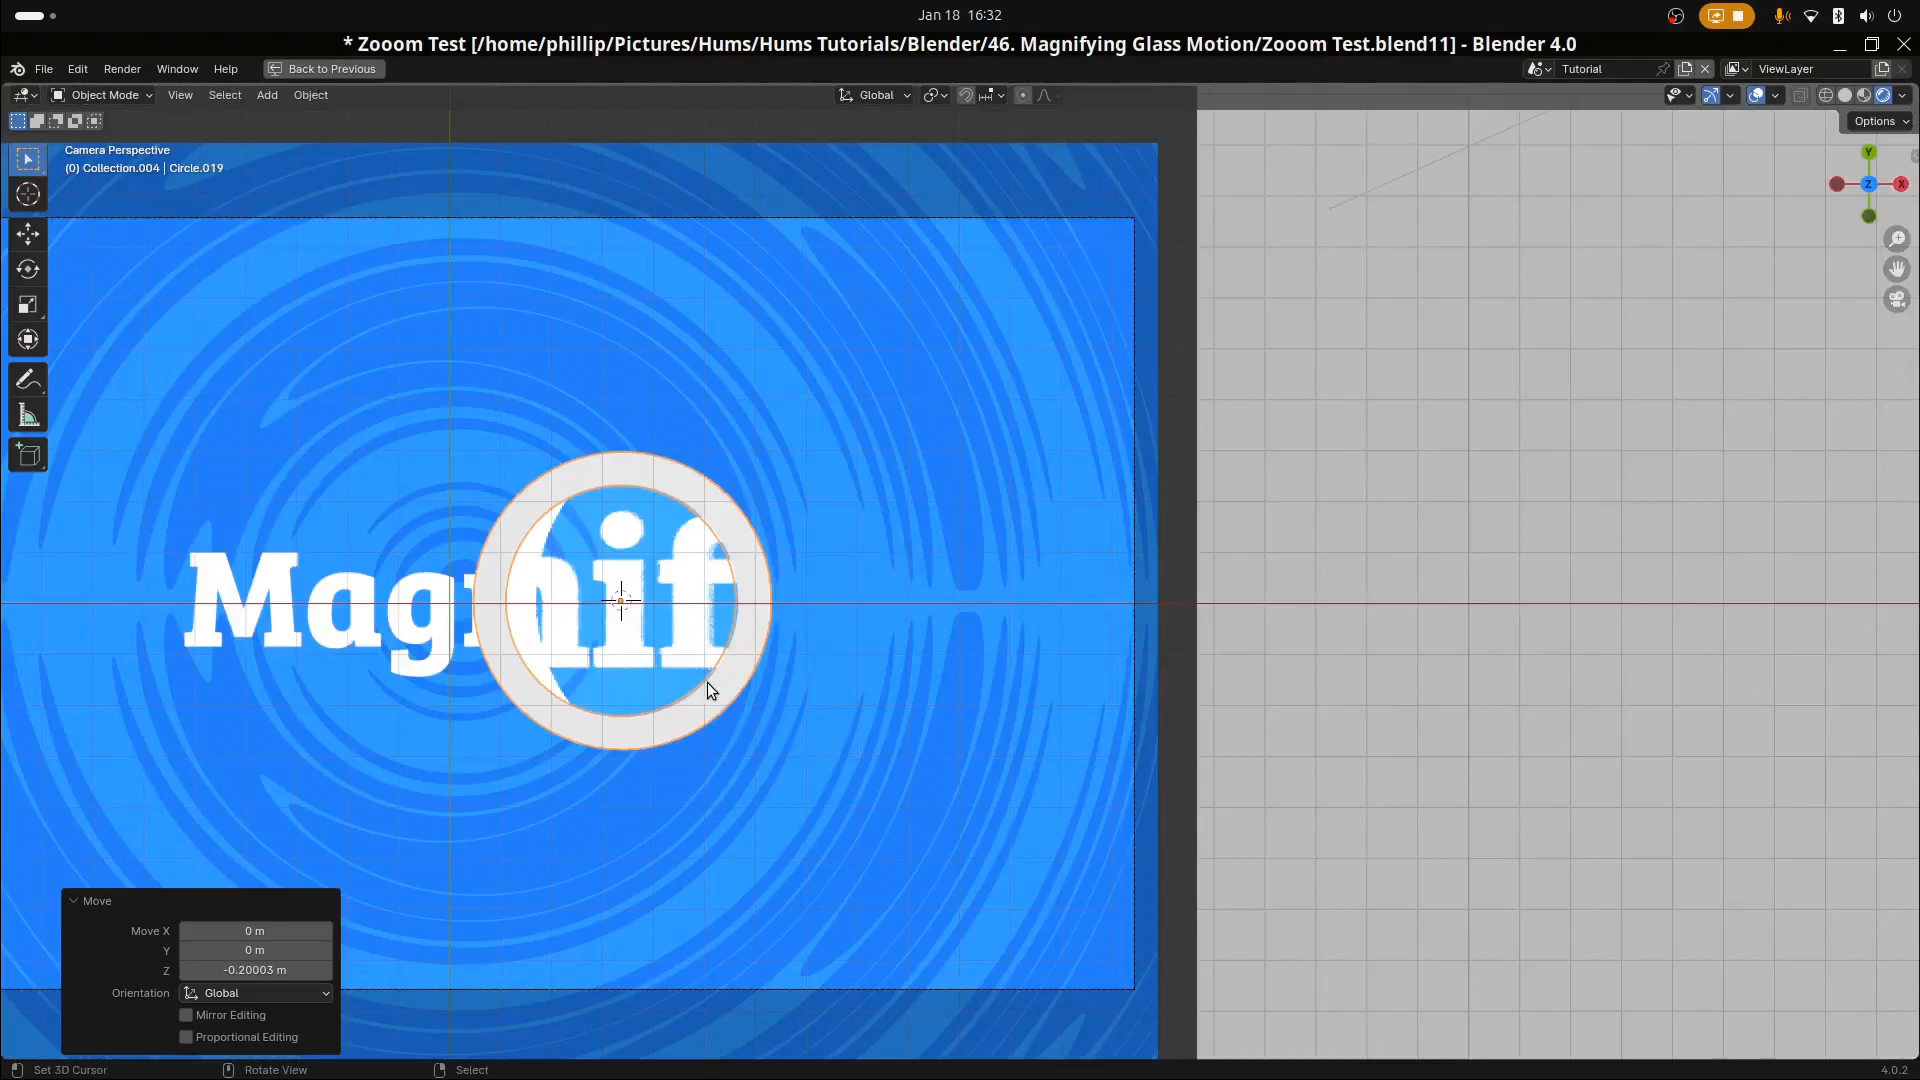 Jan 18 16:32
* Zooom Test [/home/phillip/Pictures/Hums/Hums Tutorials/Blender/46. Magnifying Glass Motion/Zooom Test.blend11] - Blender 4.0
File Edit Render Window Help Back to Previous Tutorial ViewLayer
Object Mode View Select Add Object Global
Options
Camera Perspective
(0) Collection.004 | Circle.019
Y
Z X
Magnif
Move
Move X 0 m
Y 0 m
Z -0.20003 m
Orientation Global
Mirror Editing
Proportional Editing
Set 3D Cursor Rotate View Select 4.0.2